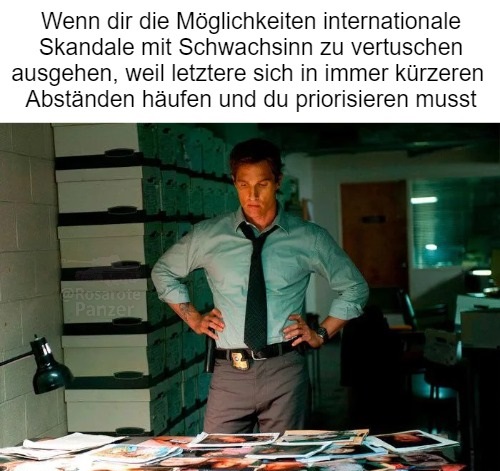 Wenn dir die Möglichkeiten internationale
Skandale mit Schwachsinn zu vertuschen
ausgehen, weil letztere sich in immer kürzeren
Abständen häufen und du priorisieren musst
@Rosarote
Panzer